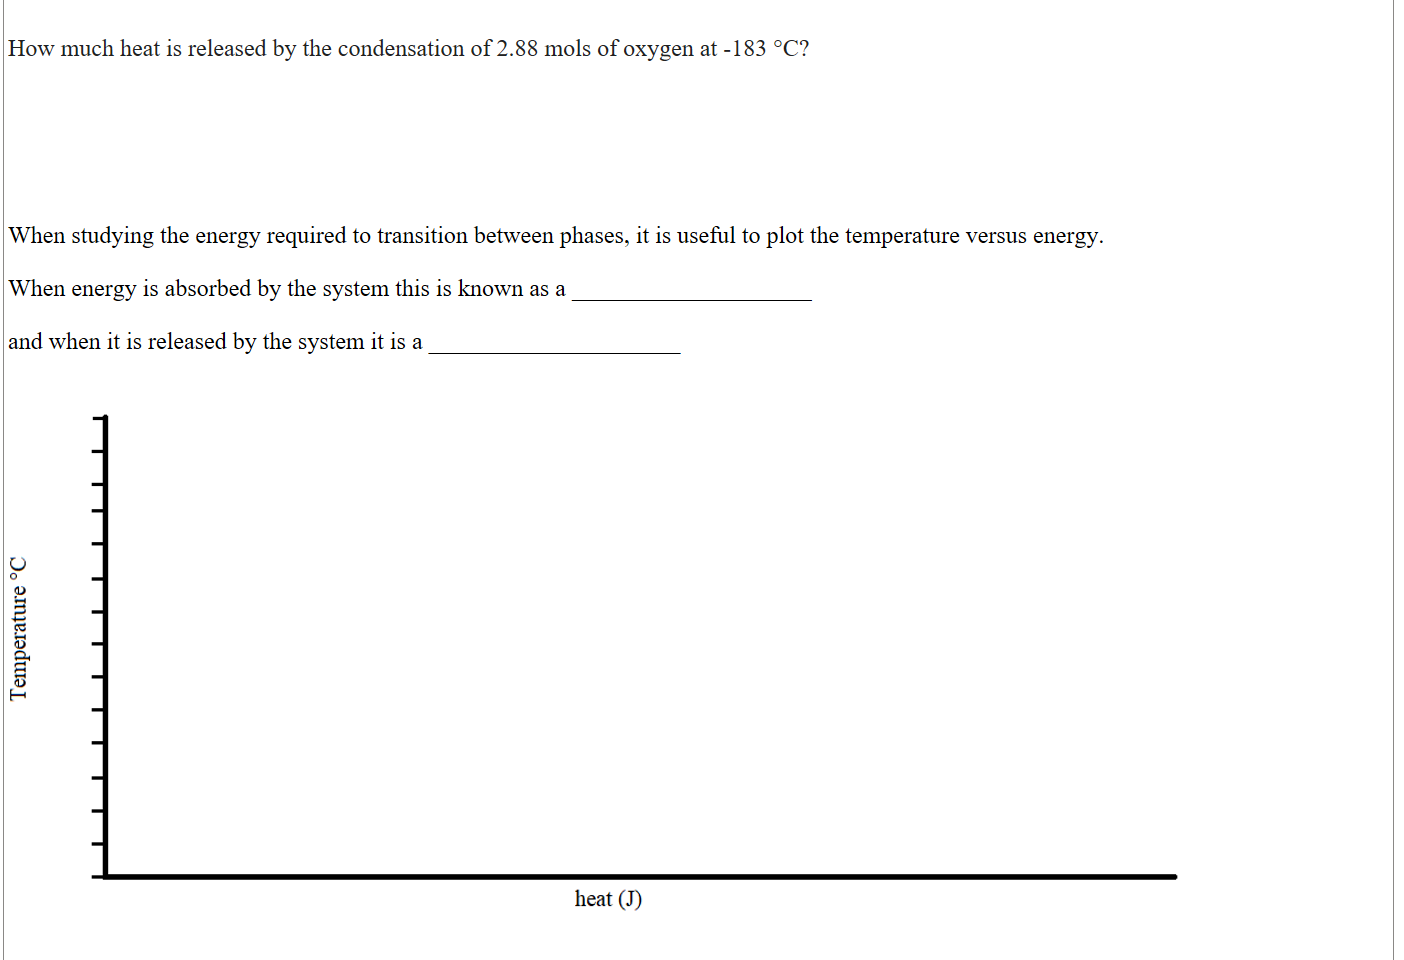 How much heat is released by the condensation of 2.88 mols of oxygen at -183 °C?
When studying the energy required to transition between phases, it is useful to plot the temperature versus energy.
When energy is absorbed by the system this is known as a ____________________
and when it is released by the system it is a _____________________
Temperature °C
heat (J)